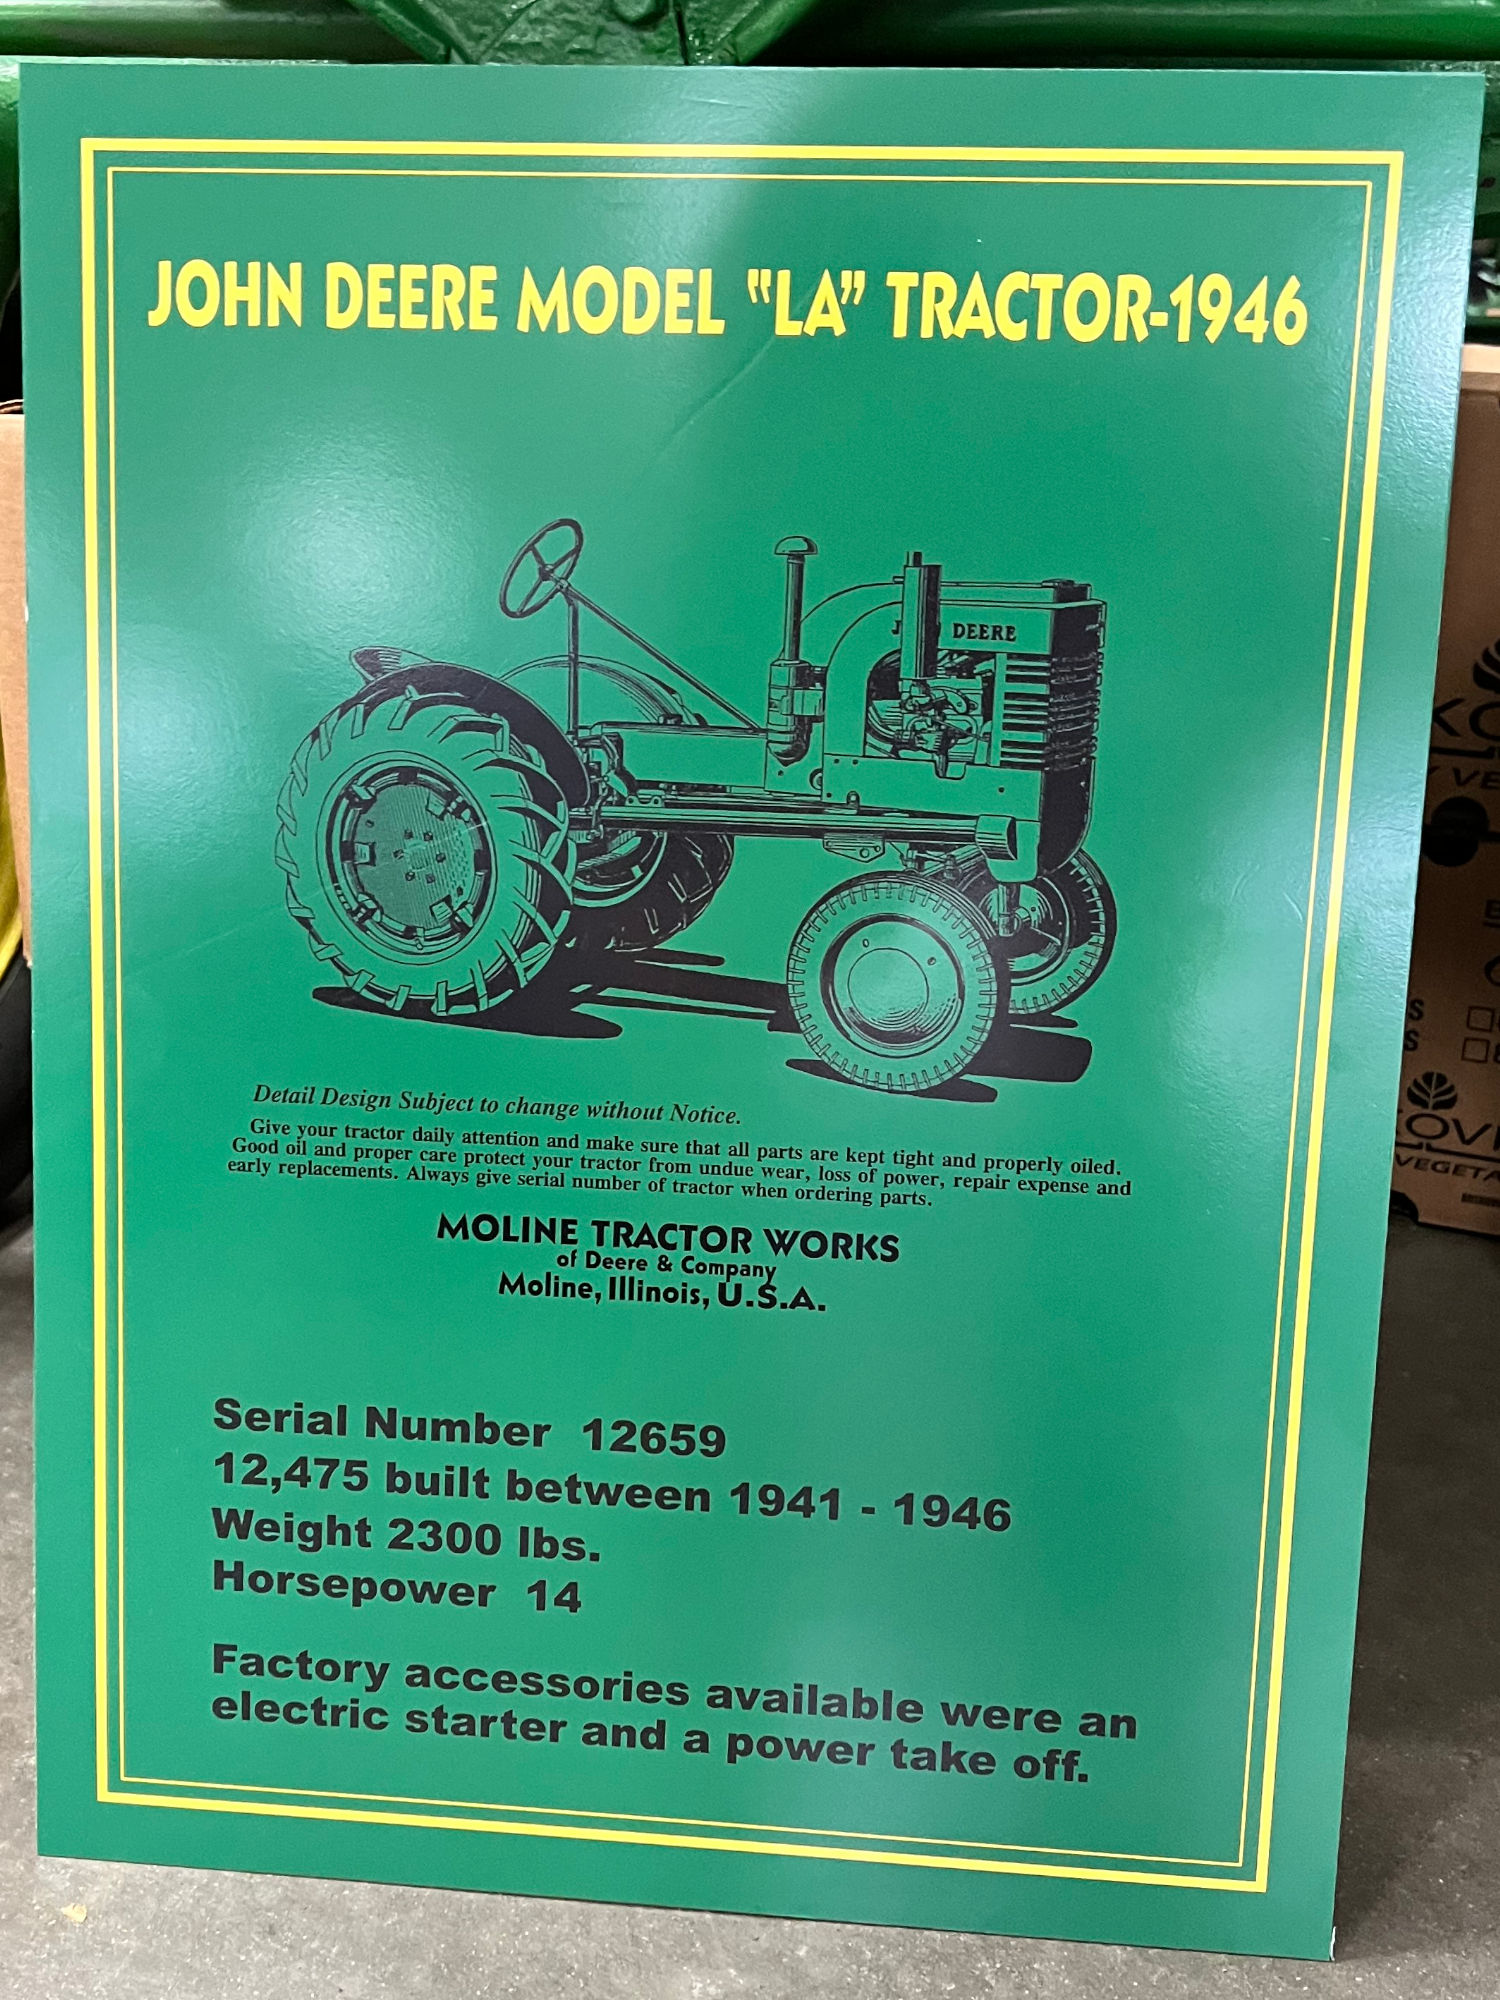 JOHN DEERE MODEL "LA" TRACTOR-1946
DEERE
Detail Design Subject to change without Notice.
Give your tractor daily attention and make sure that all parts are kept tight and properly oiled.
Good oil and proper care protect your tractor from undue wear, loss of power, repair expense and
early replacements. Always give serial number of tractor when ordering parts.
MOLINE TRACTOR WORKS
of Deere & Company
Moline, Illinois, U.S.A.
Serial Number 12659
12,475 built between 1941 - 1946
Weight 2300 lbs.
Horsepower 14
Factory accessories available were an
electric starter and a power take off.